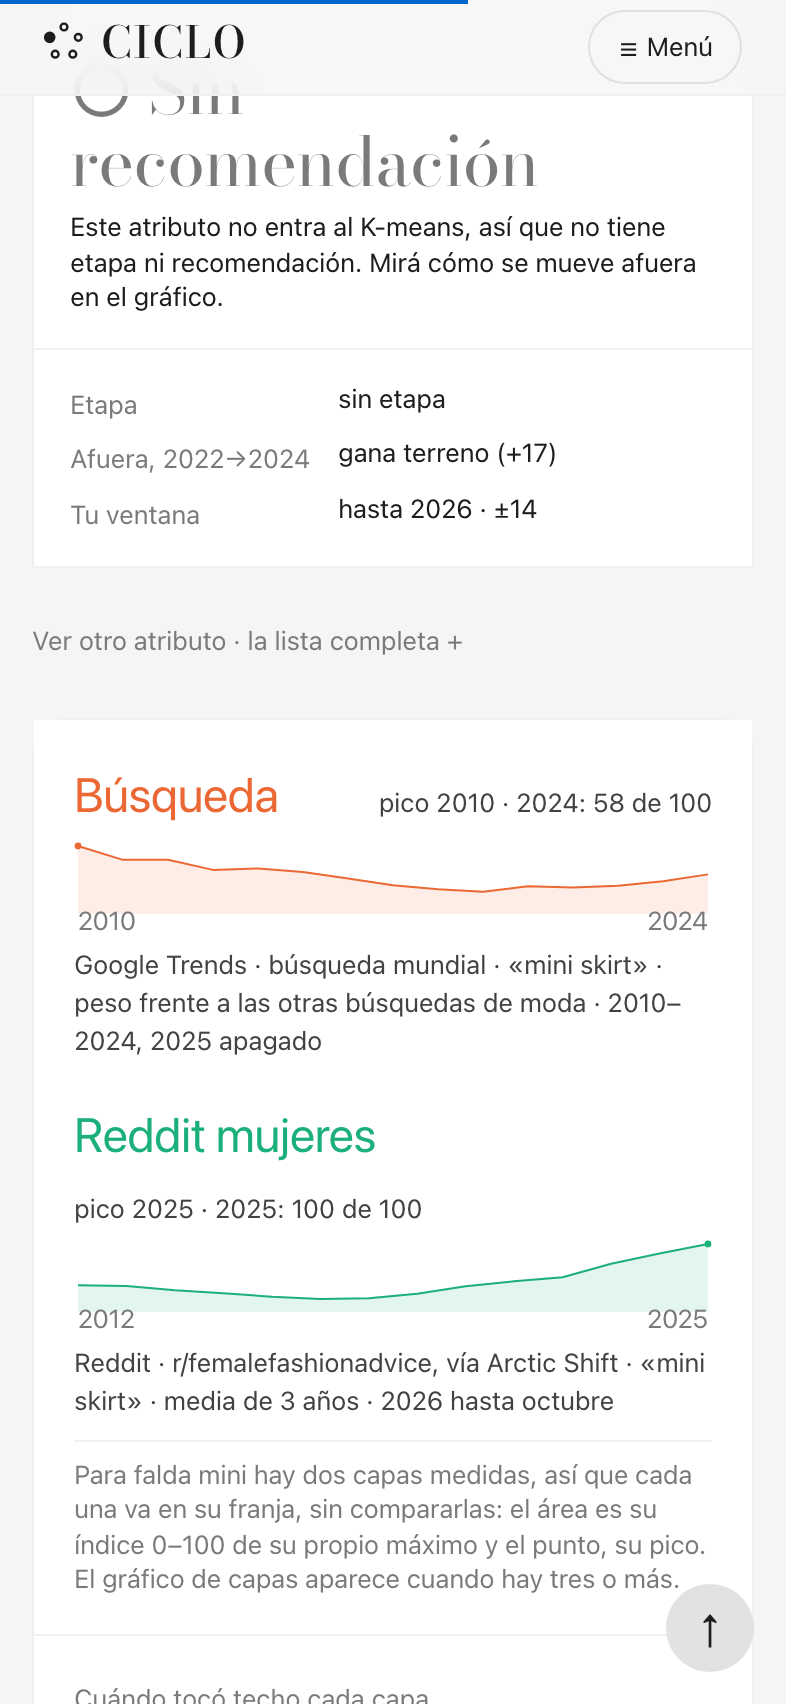 CICLO
≡ Menú
○ Sin
recomendación
Este atributo no entra al K-means, así que no tiene
etapa ni recomendación. Mirá cómo se mueve afuera
en el gráfico.
Etapa sin etapa
Afuera, 2022→2024 gana terreno (+17)
Tu ventana hasta 2026 · ±14
Ver otro atributo · la lista completa +
Búsqueda pico 2010 · 2024: 58 de 100
2010 2024
Google Trends · búsqueda mundial · «mini skirt» ·
peso frente a las otras búsquedas de moda · 2010–
2024, 2025 apagado
Reddit mujeres
pico 2025 · 2025: 100 de 100
2012 2025
Reddit · r/femalefashionadvice, vía Arctic Shift · «mini
skirt» · media de 3 años · 2026 hasta octubre
Para falda mini hay dos capas medidas, así que cada
una va en su franja, sin compararlas: el área es su
índice 0–100 de su propio máximo y el punto, su pico.
El gráfico de capas aparece cuando hay tres o más.
↑
Cuándo tocó techo cada capa